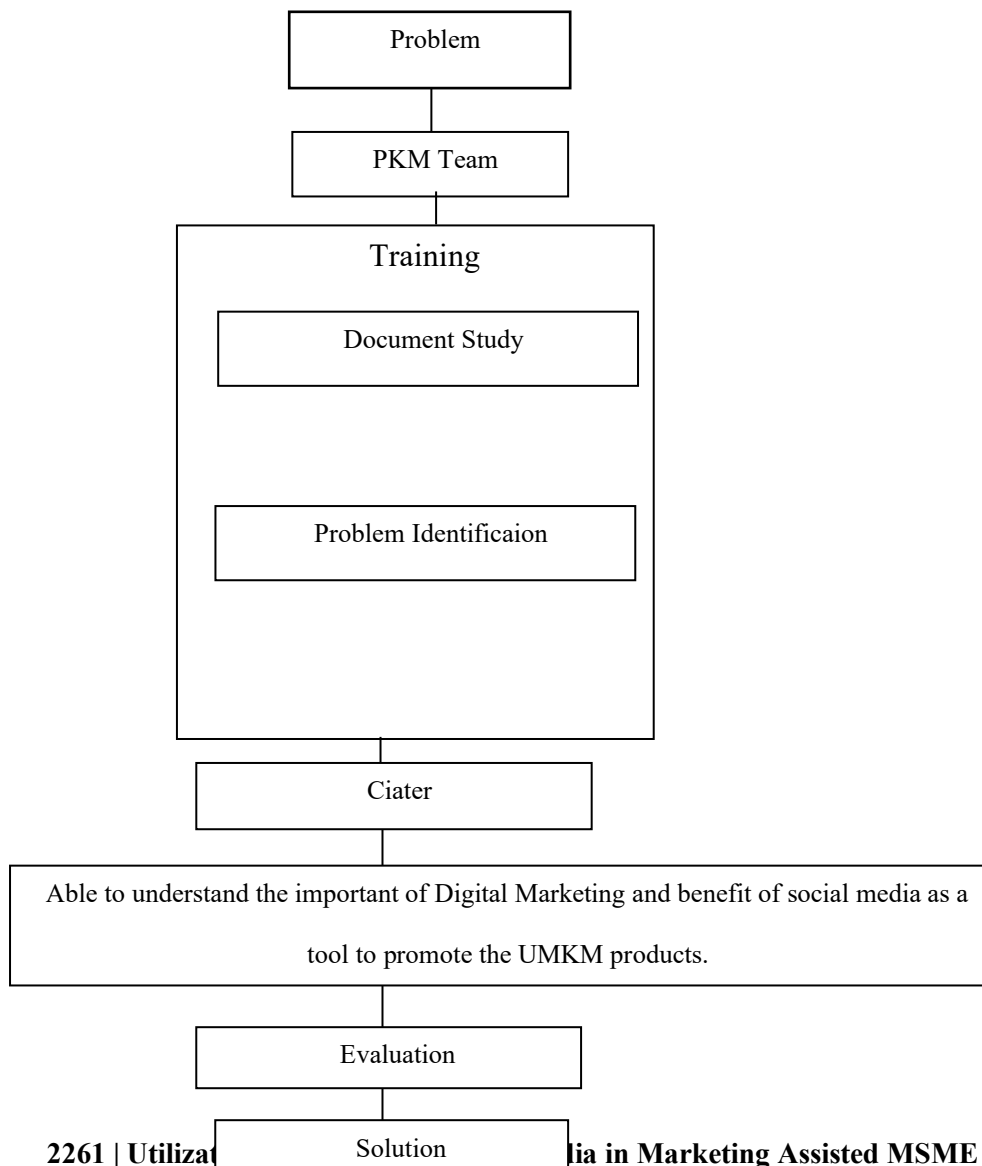 Problem
PKM Team
Training
Document Study
Problem Identificaion
Ciater
Able to understand the important of Digital Marketing and benefit of social media as a
tool to promote the UMKM products.
Evaluation
Solution
2261 | Utilizat lia in Marketing Assisted MSME